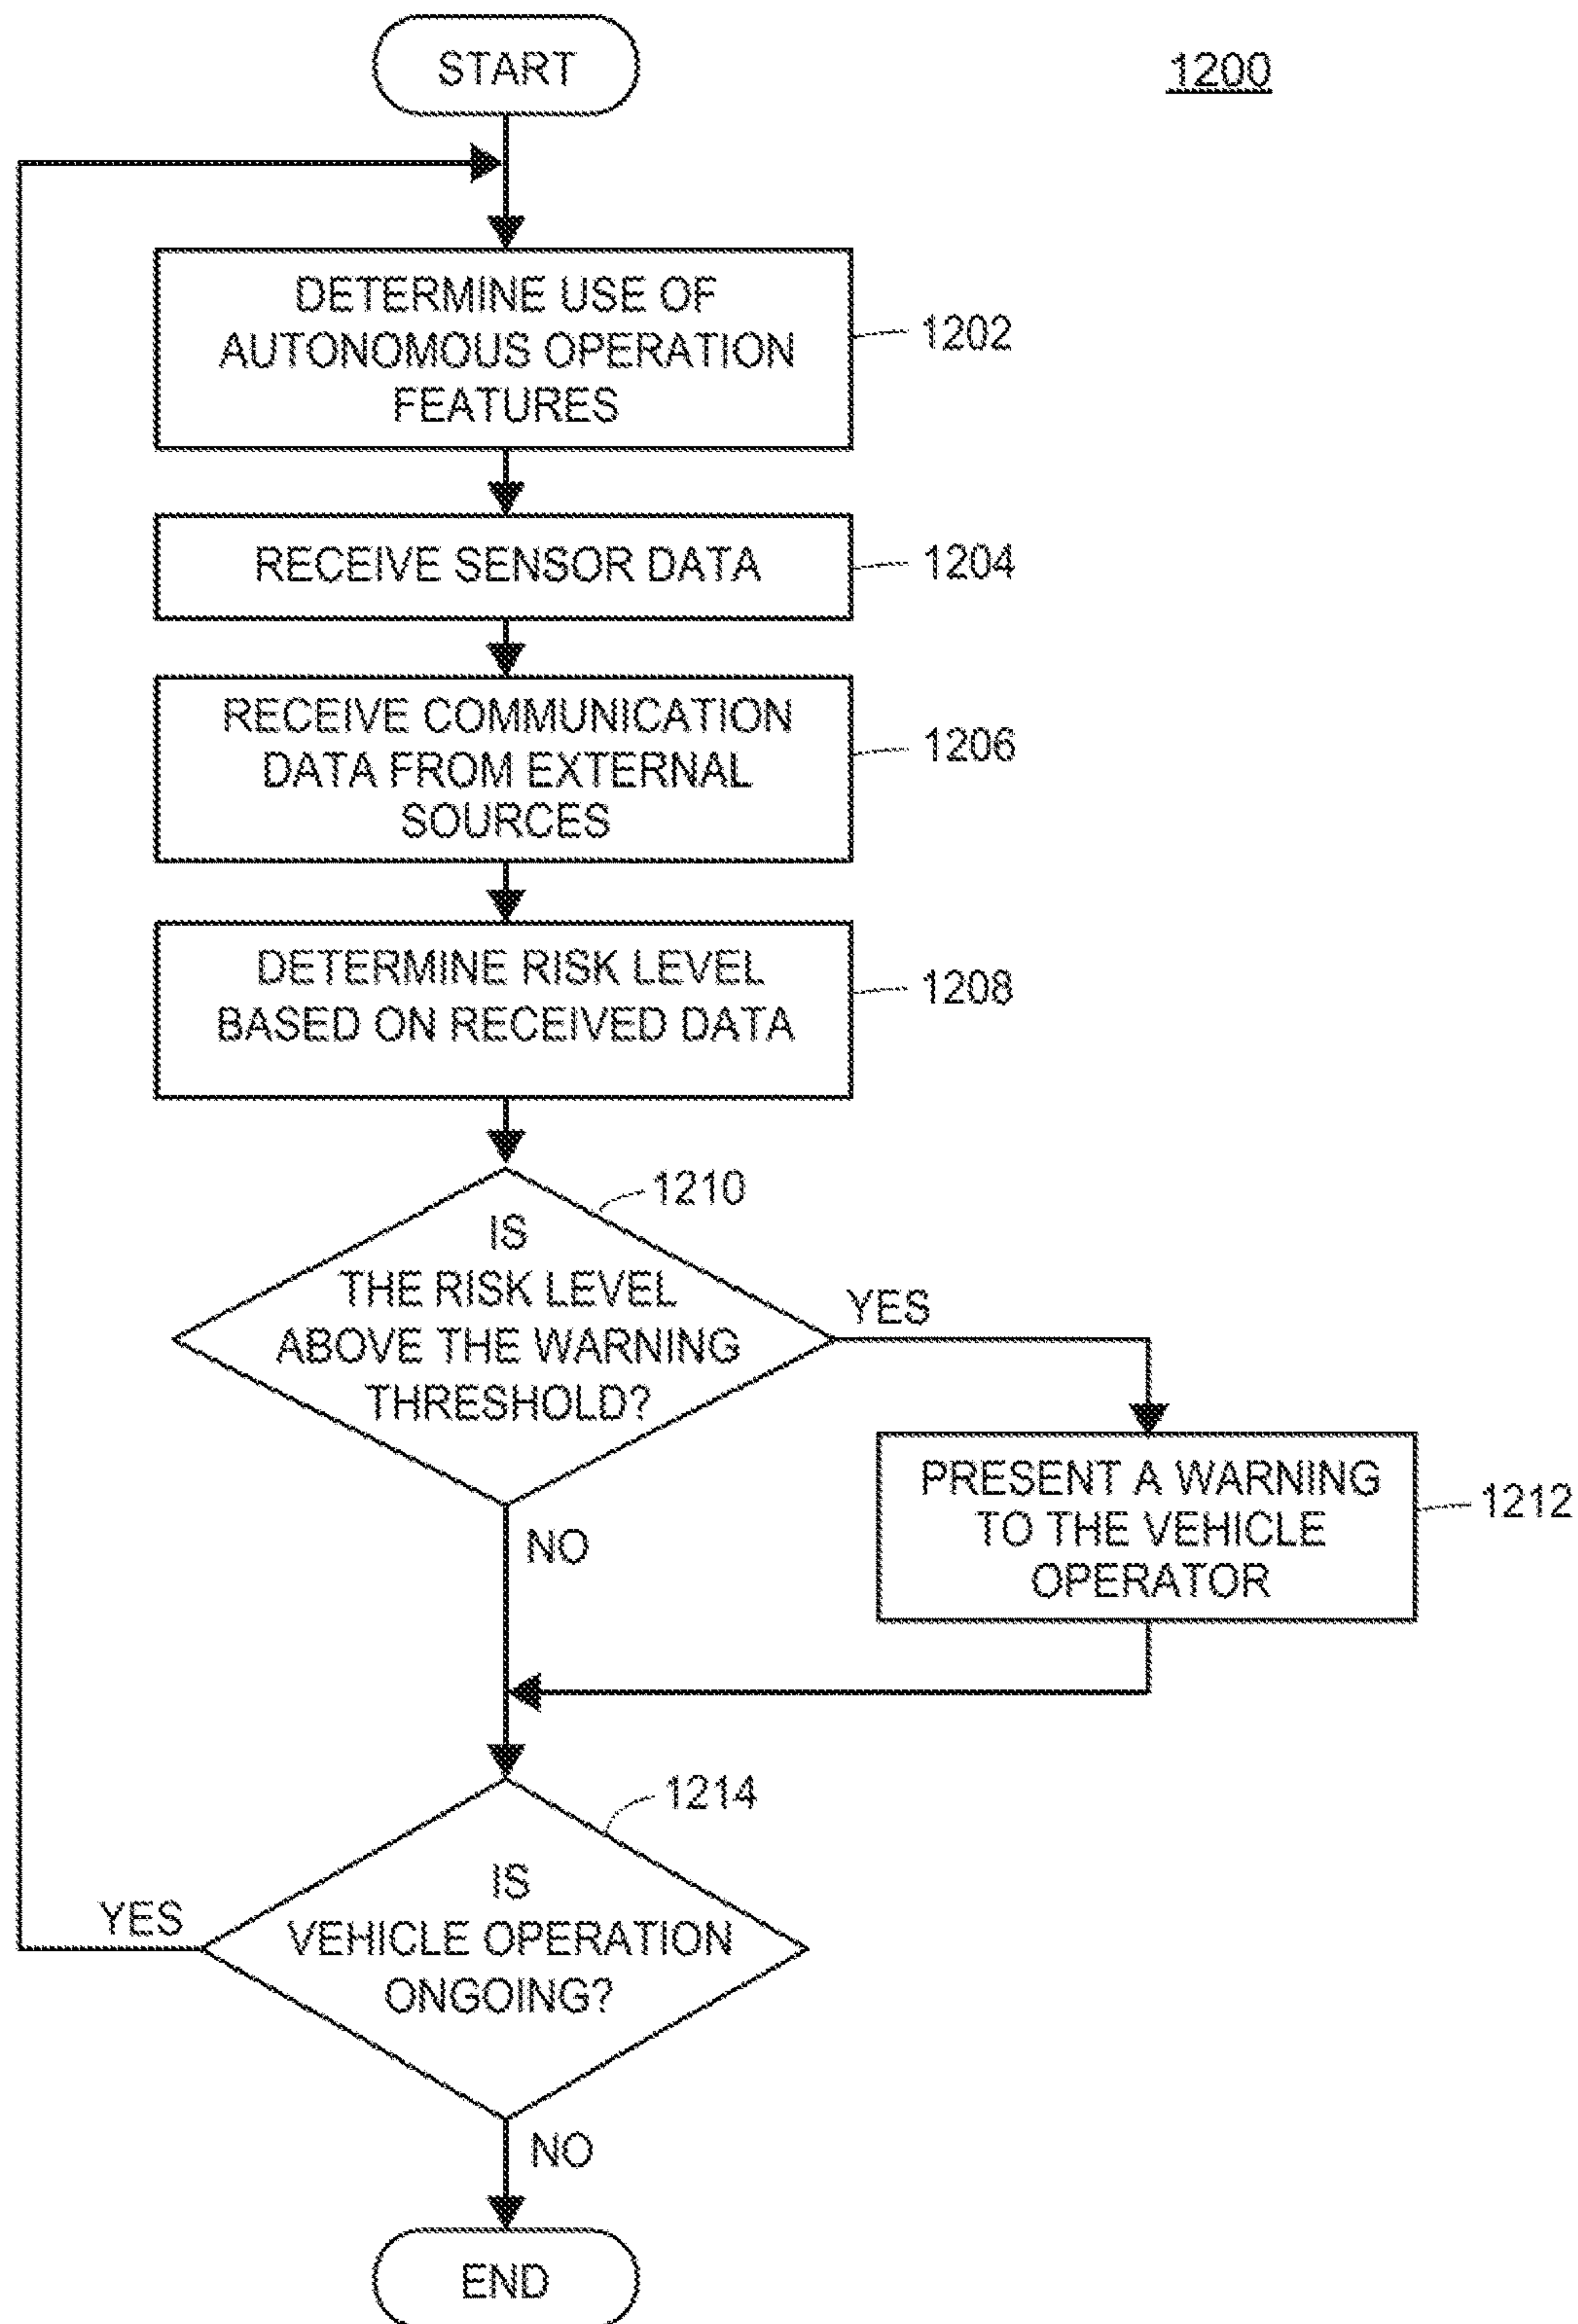 START
1200
DETERMINE USE OF
AUTONOMOUS OPERATION
FEATURES
1202
RECEIVE SENSOR DATA
1204
RECEIVE COMMUNICATION
DATA FROM EXTERNAL
SOURCES
1206
DETERMINE RISK LEVEL
BASED ON RECEIVED DATA
1208
1210
IS
THE RISK LEVEL
ABOVE THE WARNING
THRESHOLD?
YES
NO
PRESENT A WARNING
TO THE VEHICLE
OPERATOR
1212
1214
IS
VEHICLE OPERATION
ONGOING?
YES
NO
END